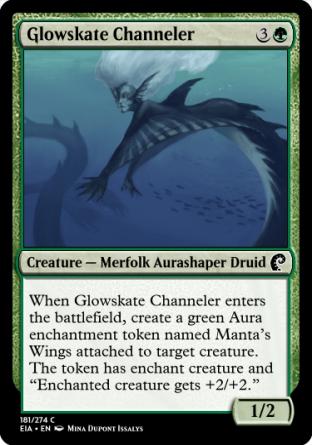 Glowskate Channeler 3
Creature — Merfolk Aurashaper Druid
When Glowskate Channeler enters
the battlefield, create a green Aura
enchantment token named Manta's
Wings attached to target creature.
The token has enchant creature and
“Enchanted creature gets +2/+2.”
1/2
181/274 C
EIA • EN Mina Dupont Issalys